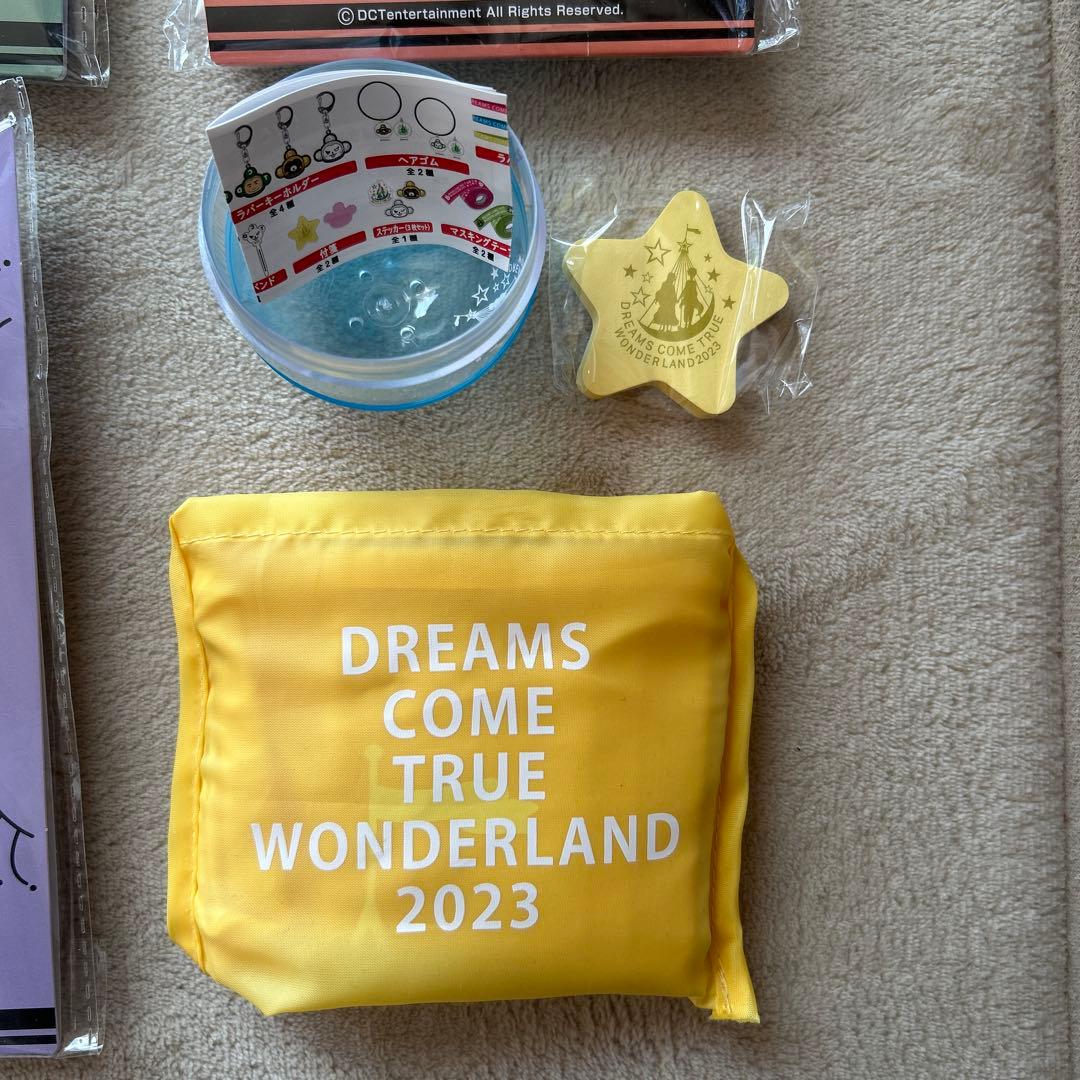 © DCTentertainment All Rights Reserved.
ラバーキーホルダー
全4種
ヘアゴム
全2種
付箋
全2種
ステッカー(3枚セット)
全1種
マスキングテープ
全2種
DREAMS COME TRUE
WONDERLAND 2023
DREAMS
COME
TRUE
WONDERLAND
2023